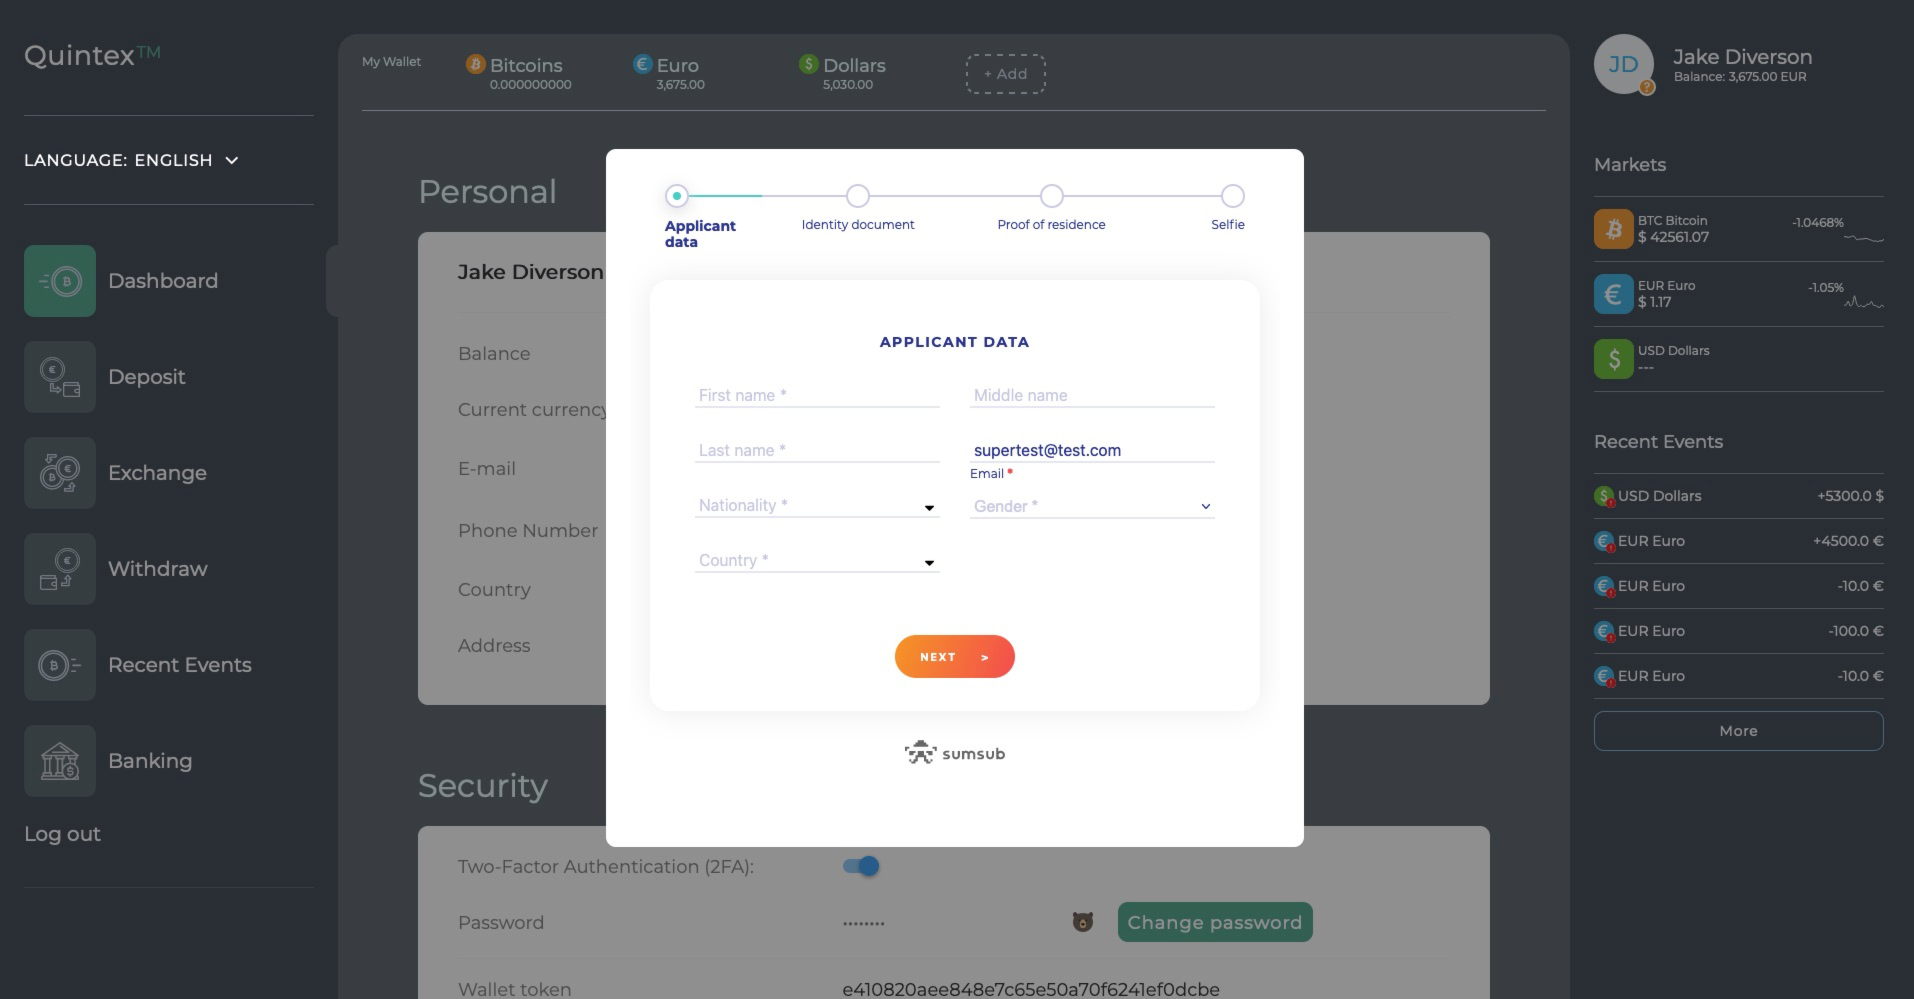 Quintex™
LANGUAGE: ENGLISH
Dashboard
Deposit
Exchange
Withdraw
Recent Events
Banking
Log out
My Wallet
Bitcoins
0.000000000
Euro
3,675.00
Dollars
5,030.00
+ Add
Personal
Jake Diverson
Balance
Current currency
E-mail
Phone Number
Country
Address
Applicant
data
Identity document
Proof of residence
Selfie
APPLICANT DATA
First name *
Middle name
Last name *
supertest@test.com
Email *
Nationality *
Gender *
Country *
NEXT >
sumsub
Security
Two-Factor Authentication (2FA):
Password
········
Change password
Wallet token
e410820aee848e7c65e50a70f6241ef0dcbe
JD
?
Jake Diverson
Balance: 3,675.00 EUR
Markets
BTC Bitcoin
$ 42561.07
-1.0468%
EUR Euro
$ 1.17
-1.05%
USD Dollars
---
Recent Events
USD Dollars +5300.0 $
EUR Euro +4500.0 €
EUR Euro -10.0 €
EUR Euro -100.0 €
EUR Euro -10.0 €
More